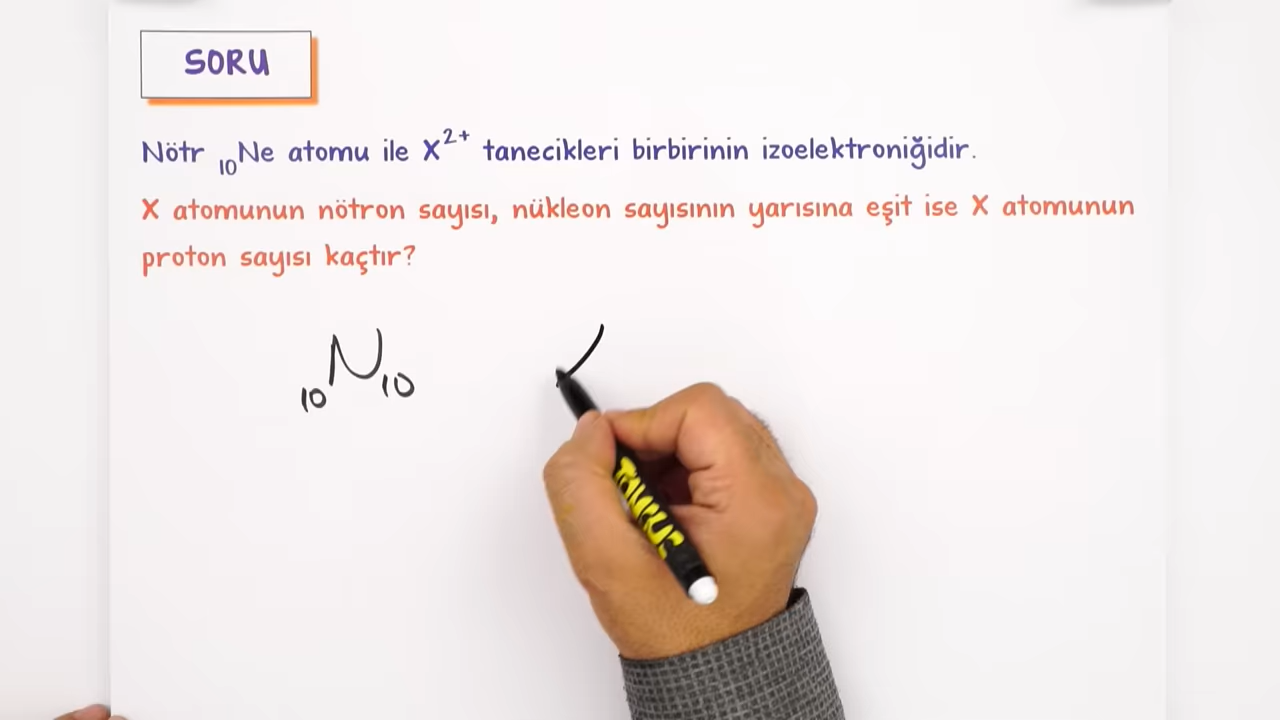 SORU
Nötr ₁₀Ne atomu ile X²⁺ tanecikleri birbirinin izoelektroniğidir.
X atomunun nötron sayısı, nükleon sayısının yarısına eşit ise X atomunun
proton sayısı kaçtır?
₁₀N₁₀